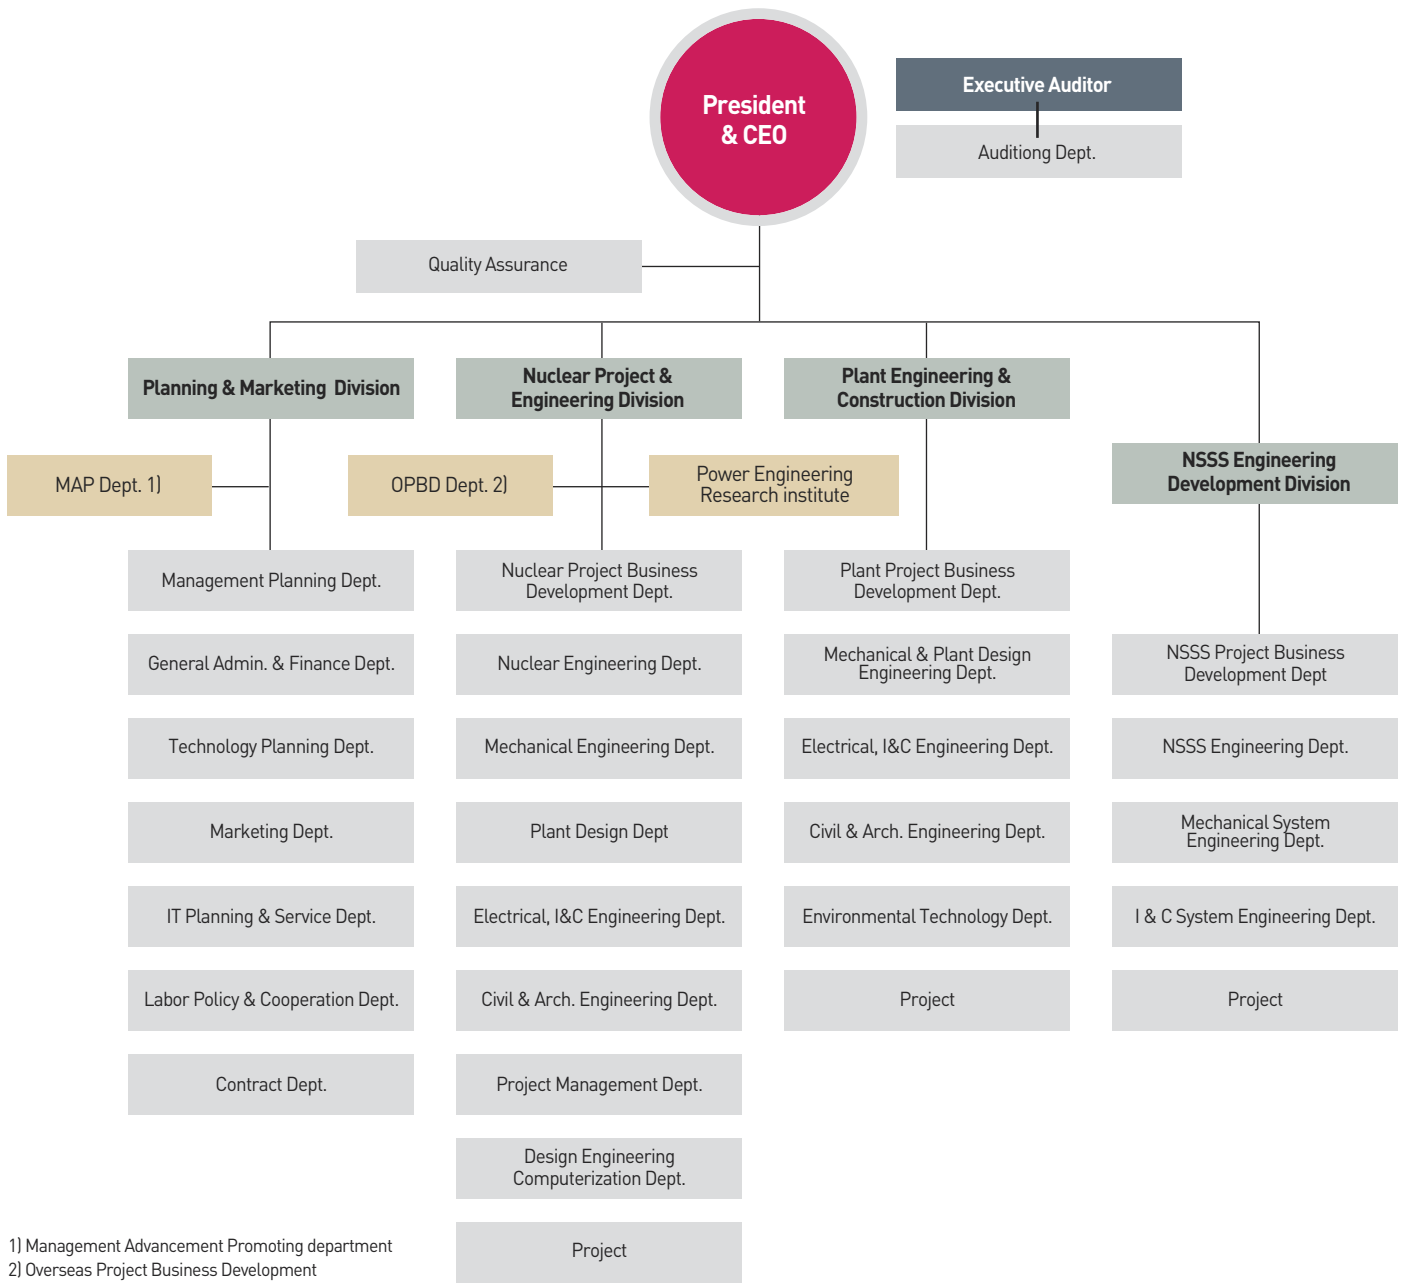 President
& CEO
Executive Auditor
Auditiong Dept.
Quality Assurance
Planning & Marketing Division
Nuclear Project &
Engineering Division
Plant Engineering &
Construction Division
NSSS Engineering
Development Division
MAP Dept. 1)
OPBD Dept. 2)
Power Engineering
Research institute
Management Planning Dept.
General Admin. & Finance Dept.
Technology Planning Dept.
Marketing Dept.
IT Planning & Service Dept.
Labor Policy & Cooperation Dept.
Contract Dept.
Nuclear Project Business
Development Dept.
Nuclear Engineering Dept.
Mechanical Engineering Dept.
Plant Design Dept
Electrical, I&C Engineering Dept.
Civil & Arch. Engineering Dept.
Project Management Dept.
Design Engineering
Computerization Dept.
Project
Plant Project Business
Development Dept.
Mechanical & Plant Design
Engineering Dept.
Electrical, I&C Engineering Dept.
Civil & Arch. Engineering Dept.
Environmental Technology Dept.
Project
NSSS Project Business
Development Dept
NSSS Engineering Dept.
Mechanical System
Engineering Dept.
I & C System Engineering Dept.
Project
1) Management Advancement Promoting department
2) Overseas Project Business Development